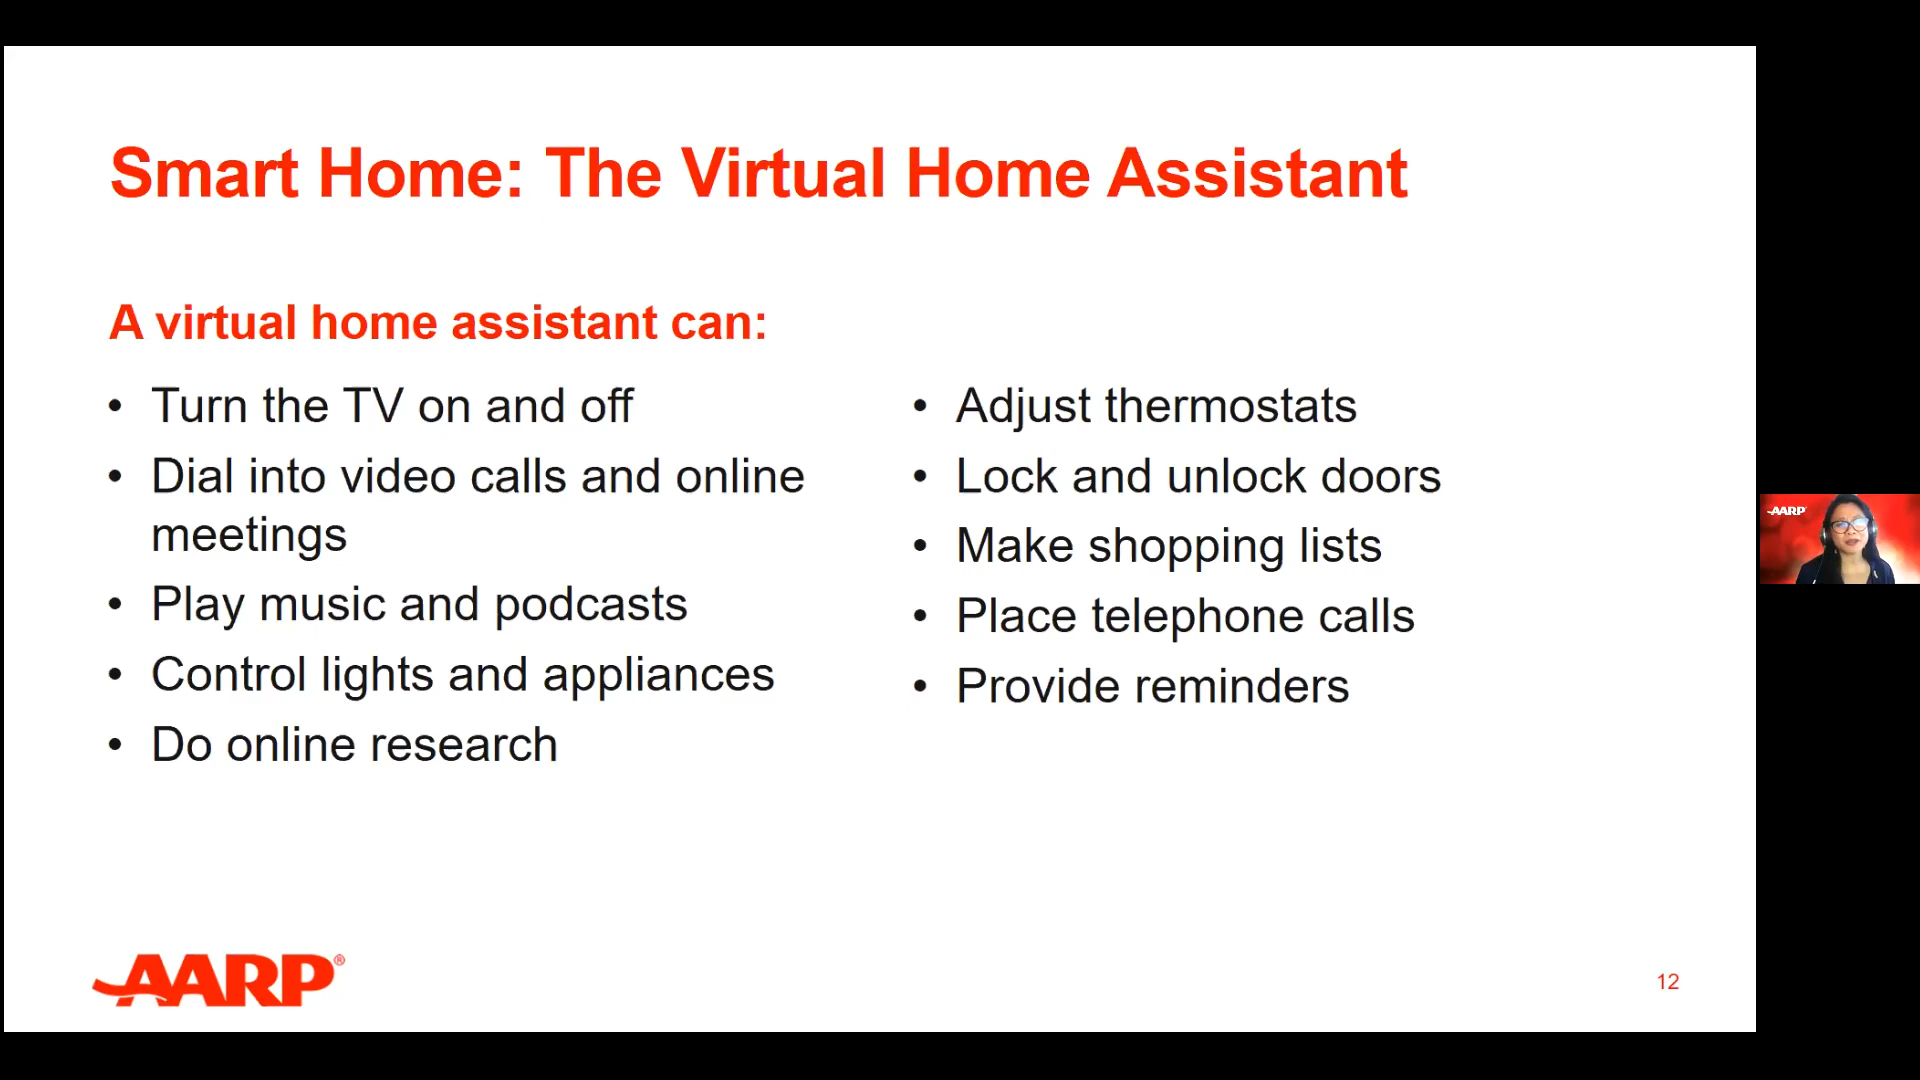 Smart Home: The Virtual Home Assistant
A virtual home assistant can:
• Turn the TV on and off
• Dial into video calls and online
meetings
• Play music and podcasts
• Control lights and appliances
• Do online research
• Adjust thermostats
• Lock and unlock doors
• Make shopping lists
• Place telephone calls
• Provide reminders
AARP®
12
AARP